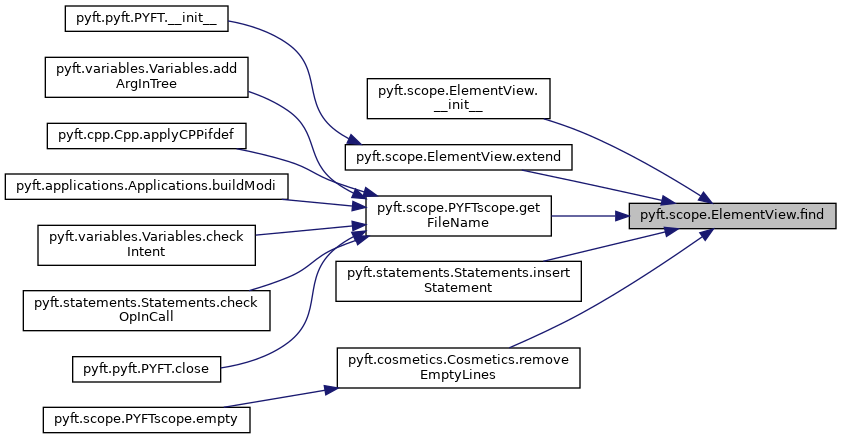 pyft.pyft.PYFT.__init__
pyft.variables.Variables.add
ArgInTree
pyft.scope.ElementView.
__init__
pyft.cpp.Cpp.applyCPPifdef
pyft.scope.ElementView.extend
pyft.applications.Applications.buildModi
pyft.scope.PYFTscope.get
FileName
pyft.scope.ElementView.find
pyft.variables.Variables.check
Intent
pyft.statements.Statements.insert
Statement
pyft.statements.Statements.check
OpInCall
pyft.pyft.PYFT.close
pyft.cosmetics.Cosmetics.remove
EmptyLines
pyft.scope.PYFTscope.empty